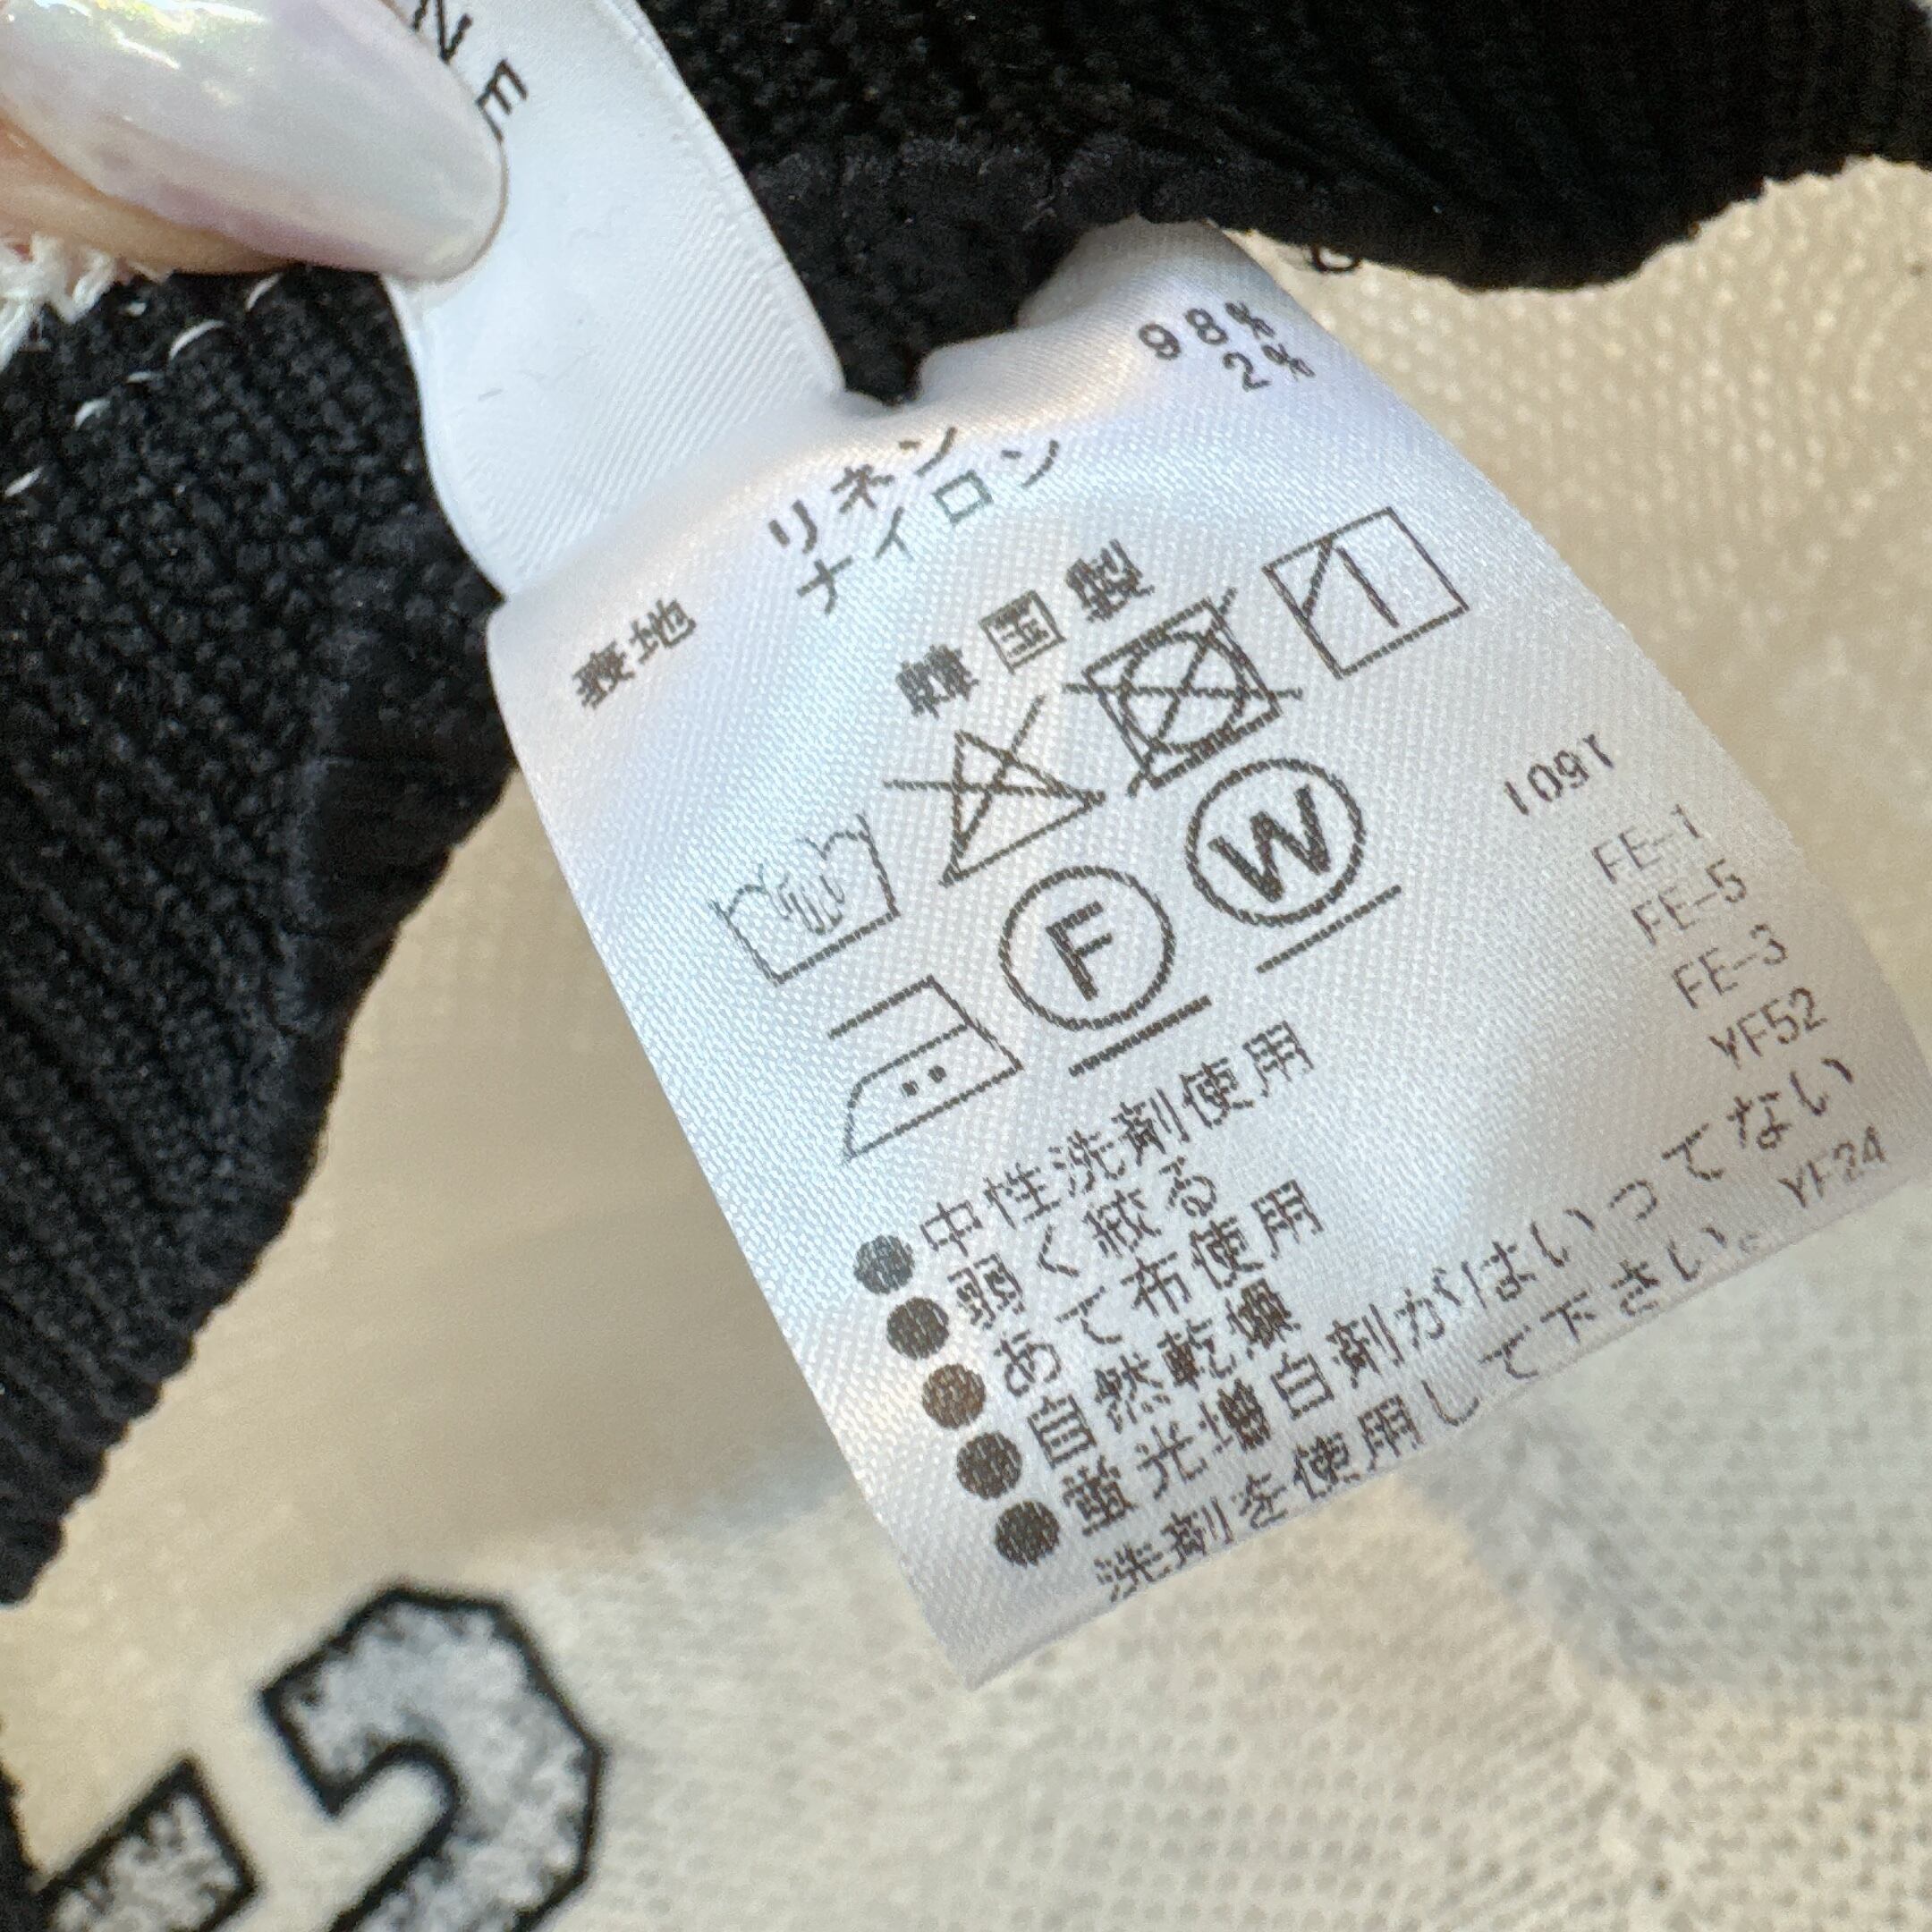 NE
98%
2%
表地 リネン
ナイロン
韓国製
F
W
1091
FE-1
FE-5
FE-3
YF52
●中性洗剤使用
●弱く絞る
●あて布使用
●自然乾燥
●蛍光増白剤がはいってない
洗剤を使用して下さい。
YF24